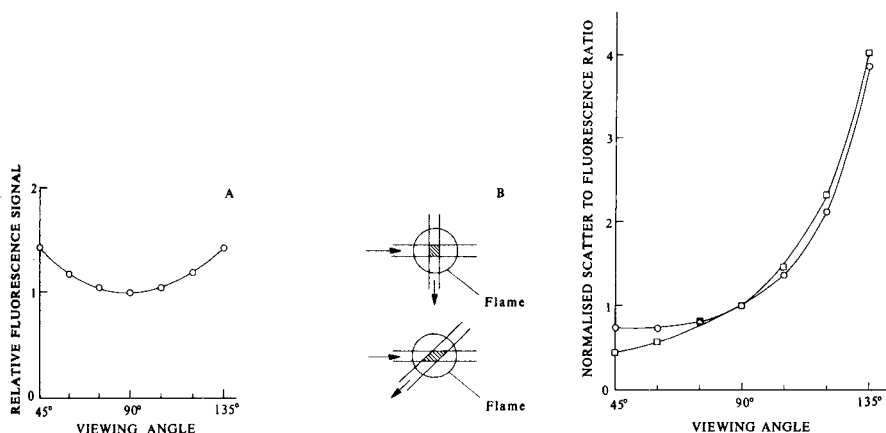 RELATIVE FLUORESCENCE SIGNAL
2
1
0
45°
90°
135°
VIEWING ANGLE
A
B
Flame
Flame
NORMALISED SCATTER TO FLUORESCENCE RATIO
4
3
2
1
0
45°
90°
135°
VIEWING ANGLE